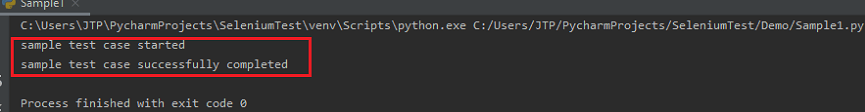 Sample1
C:\Users\JTP\PycharmProjects\SeleniumTest\venv\Scripts\python.exe C:/Users/JTP/PycharmProjects/SeleniumTest/Demo/Sample1.py
sample test case started
sample test case successfully completed
Process finished with exit code 0